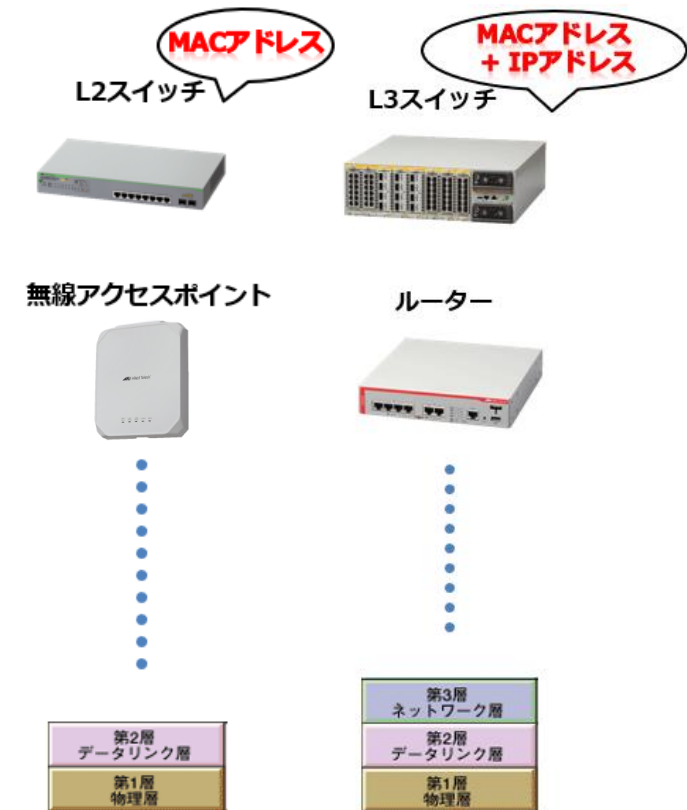 MACアドレス
MACアドレス
+ IPアドレス
L2スイッチ
L3スイッチ
無線アクセスポイント
ルーター
第3層
ネットワーク層
第2層
データリンク層
第2層
データリンク層
第1層
物理層
第1層
物理層